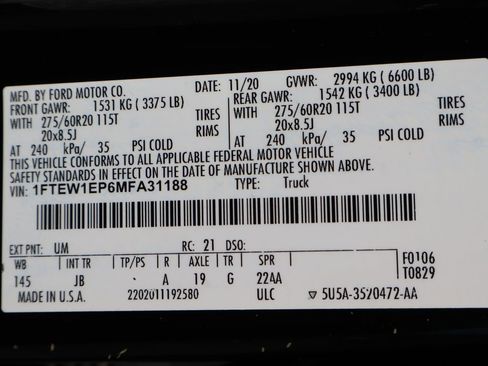 MFD. BY FORD MOTOR CO. DATE: 11/20 GVWR: 2994 KG (6600 LB)
FRONT GAWR: 1531 KG (3375 LB) REAR GAWR: 1542 KG (3400 LB)
WITH 275/60R20 115T TIRES WITH 275/60R20 115T TIRES
20x8.5J RIMS 20x8.5J RIMS
AT 240 kPa/ 35 PSI COLD AT 240 kPa/ 35 PSI COLD
THIS VEHICLE CONFORMS TO ALL APPLICABLE FEDERAL MOTOR VEHICLE
SAFETY STANDARDS IN EFFECT ON THE DATE OF MANUFACTURE SHOWN ABOVE.
VIN: 1FTEW1EP6MFA31188 TYPE: Truck
EXT PNT: UM RC: 21 DSO:
WB INT TR TP/PS R AXLE TR SPR F0106
145 JB - A 19 G 22AA T0829
MADE IN U.S.A. 2202011192580 ULC ▽ 5U5A-3520472-AA